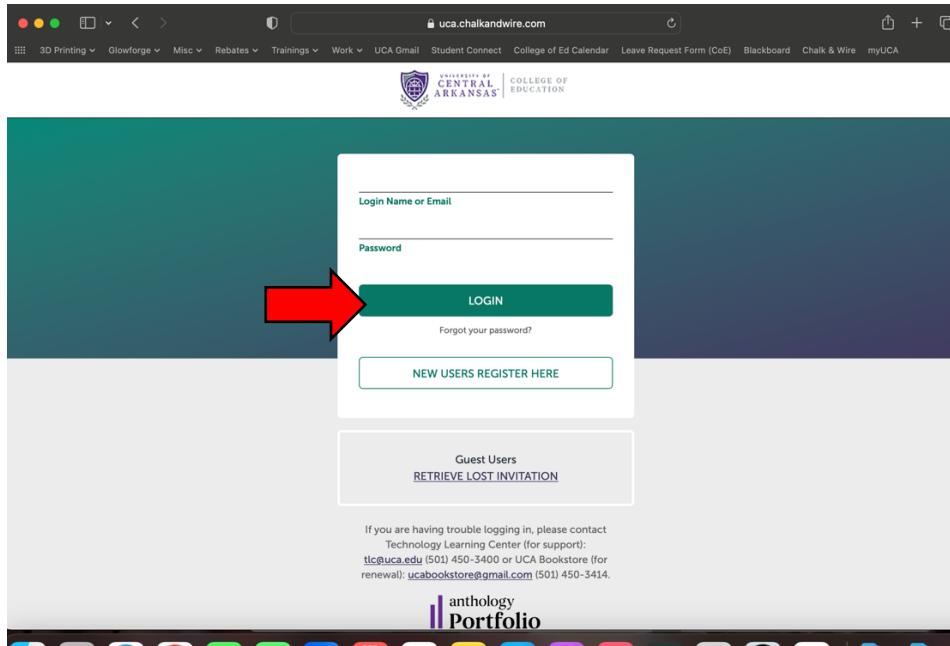 uca.chalkandwire.com
3D Printing Glowforge Misc Rebates Trainings Work UCA Gmail Student Connect College of Ed Calendar Leave Request Form (CoE) Blackboard Chalk & Wire myUCA
UNIVERSITY OF
CENTRAL
ARKANSAS
COLLEGE OF
EDUCATION
Login Name or Email
Password
LOGIN
Forgot your password?
NEW USERS REGISTER HERE
Guest Users
RETRIEVE LOST INVITATION
If you are having trouble logging in, please contact
Technology Learning Center (for support):
tlc@uca.edu (501) 450-3400 or UCA Bookstore (for
renewal): ucabookstore@gmail.com (501) 450-3414.
anthology
Portfolio